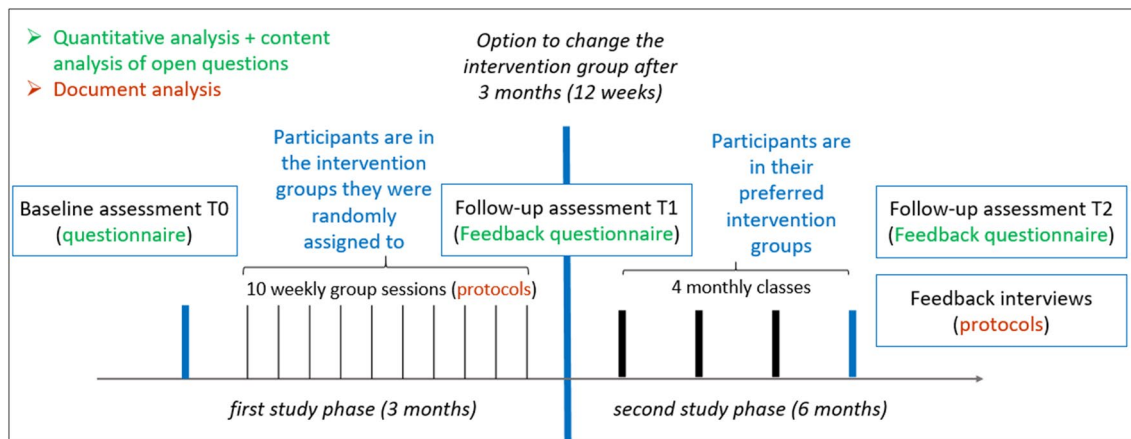 Quantitative analysis + content
analysis of open questions
Document analysis
Option to change the
intervention group after
3 months (12 weeks)
Participants are in
the intervention
groups they were
randomly
assigned to
Participants are
in their
preferred
intervention
groups
Baseline assessment T0
(questionnaire)
Follow-up assessment T1
(Feedback questionnaire)
Follow-up assessment T2
(Feedback questionnaire)
10 weekly group sessions (protocols)
4 monthly classes
Feedback interviews
(protocols)
first study phase (3 months)
second study phase (6 months)